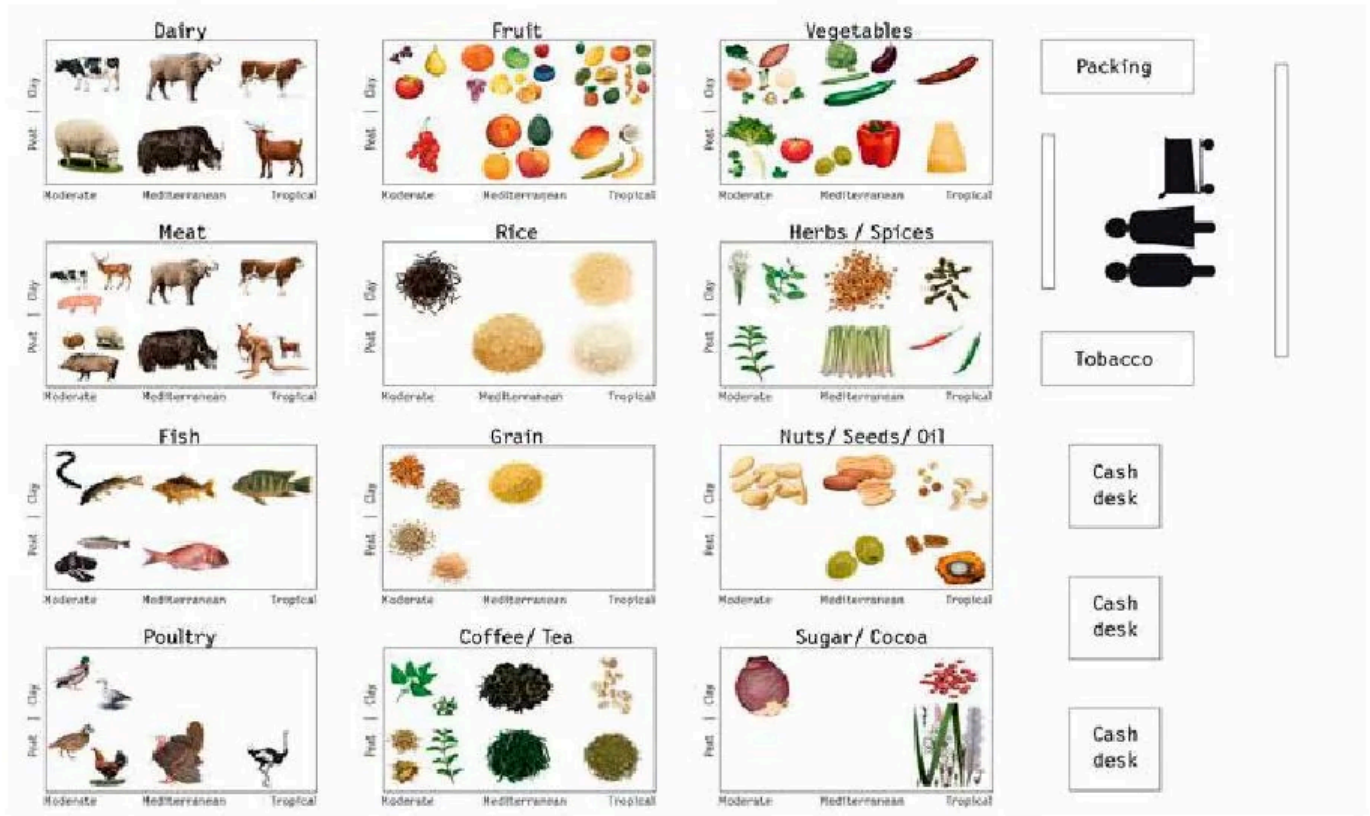 Dairy
Clay
Peat
Moderate Mediterranean Tropical
Fruit
Clay
Peat
Moderate Mediterranean Tropical
Vegetables
Clay
Peat
Moderate Mediterranean Tropical
Packing
Meat
Clay
Peat
Moderate Mediterranean Tropical
Rice
Clay
Peat
Moderate Mediterranean Tropical
Herbs / Spices
Clay
Peat
Moderate Mediterranean Tropical
Tobacco
Fish
Clay
Peat
Moderate Mediterranean Tropical
Grain
Clay
Peat
Moderate Mediterranean Tropical
Nuts/ Seeds/ Oil
Clay
Peat
Moderate Mediterranean Tropical
Cash
desk
Cash
desk
Poultry
Clay
Peat
Moderate Mediterranean Tropical
Coffee/ Tea
Clay
Peat
Moderate Mediterranean Tropical
Sugar/ Cocoa
Clay
Peat
Moderate Mediterranean Tropical
Cash
desk